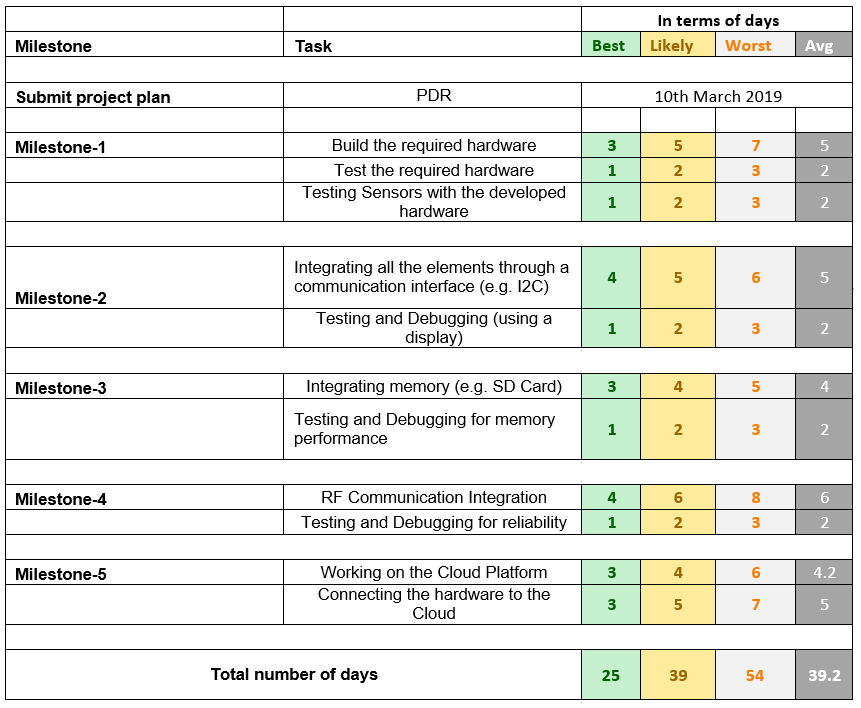 In terms of days
Milestone Task Best Likely Worst Avg
Submit project plan PDR 10th March 2019
Milestone-1 Build the required hardware 3 5 7 5
Test the required hardware 1 2 3 2
Testing Sensors with the developed
hardware 1 2 3 2
Integrating all the elements through a
communication interface (e.g. I2C) 4 5 6 5
Milestone-2
Testing and Debugging (using a
display) 1 2 3 2
Milestone-3 Integrating memory (e.g. SD Card) 3 4 5 4
Testing and Debugging for memory
performance 1 2 3 2
Milestone-4 RF Communication Integration 4 6 8 6
Testing and Debugging for reliability 1 2 3 2
Milestone-5 Working on the Cloud Platform 3 4 6 4.2
Connecting the hardware to the
Cloud 3 5 7 5
Total number of days 25 39 54 39.2